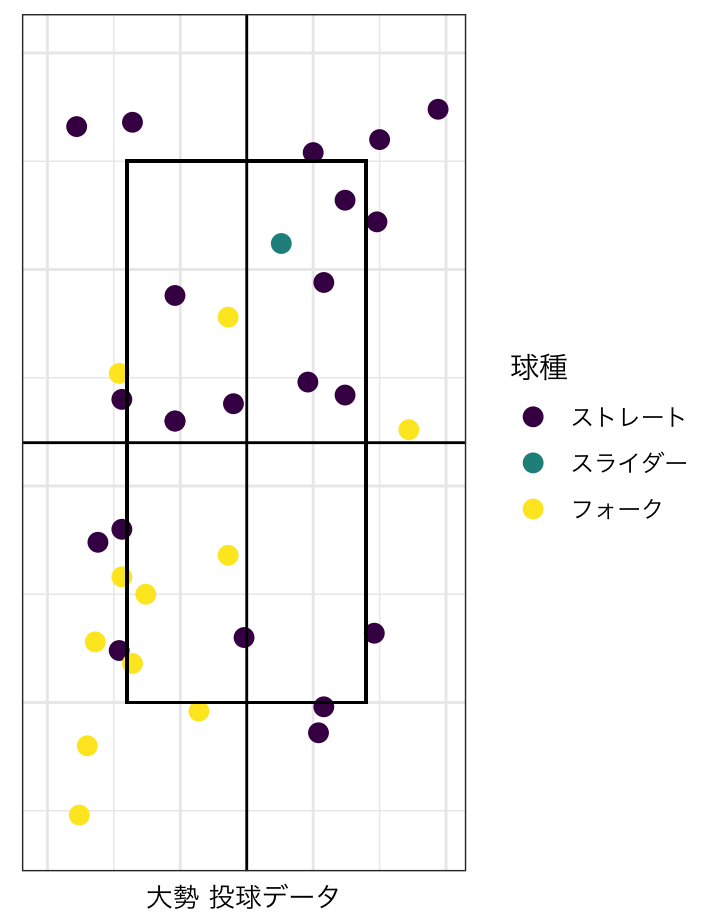 球種
ストレート
スライダー
フォーク
大勢 投球データ